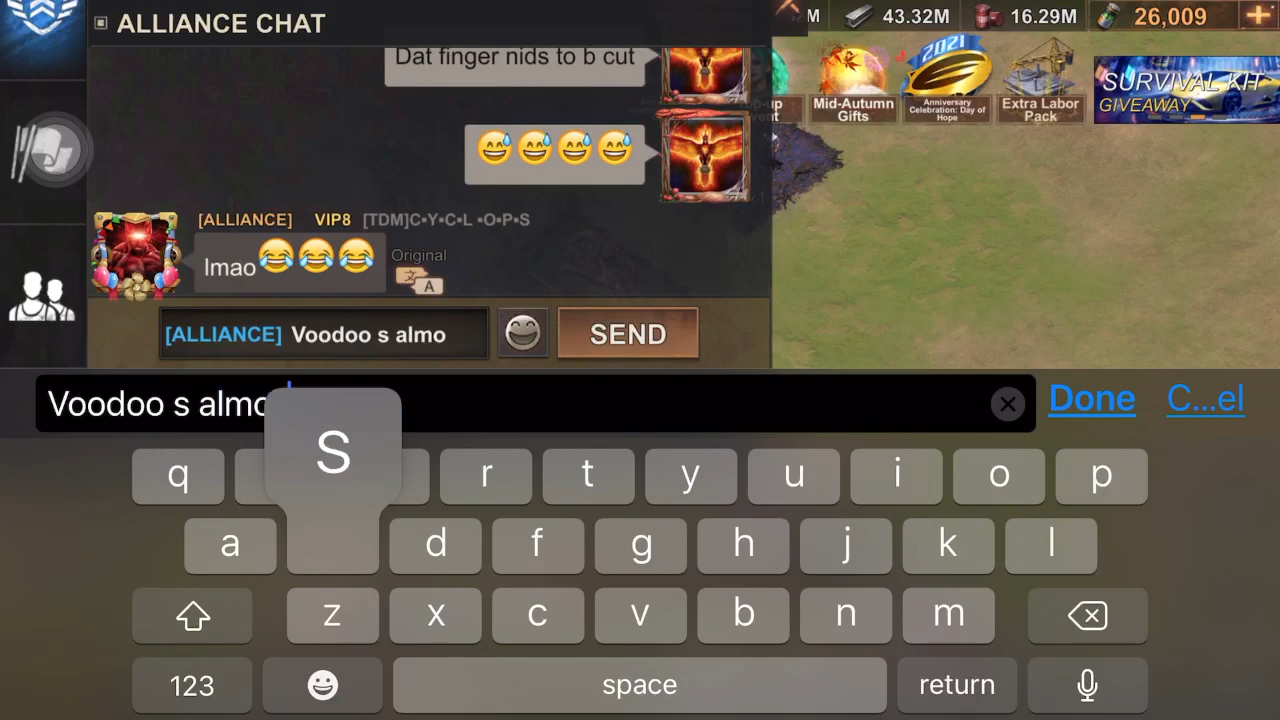 ALLIANCE CHAT
M
43.32M
16.29M
26,009
Dat finger nids to b cut
Mid-Autumn
Gifts
2021
Anniversary
Celebration: Day of
Hope
Extra Labor
Pack
SURVIVAL KIT
GIVEAWAY
[ALLIANCE] VIP8 [TDM]C•Y•C•L •O•P•S
lmao😂😂😂
Original
文 A
😅😅😅😅
[ALLIANCE] Voodoo s almo
SEND
Voodoo s almo
Done
C...el
S
q r t y u i o p
a d f g h j k l
z x c v b n m
123
space
return